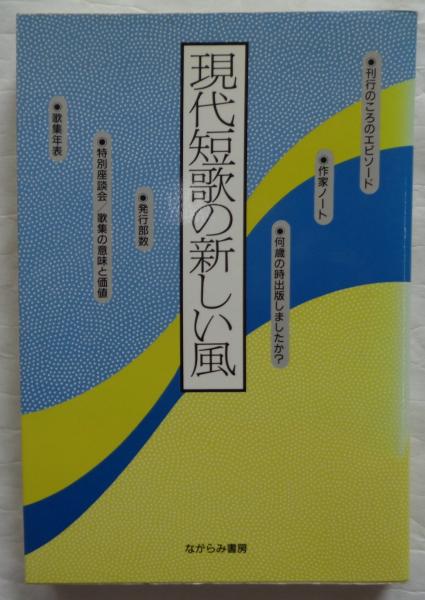 現代短歌の新しい風
●刊行のころのエピソード
●作家ノート
●何歳の時出版しましたか？
●発行部数
●特別座談会／歌集の意味と価値
●歌集年表
ながらみ書房